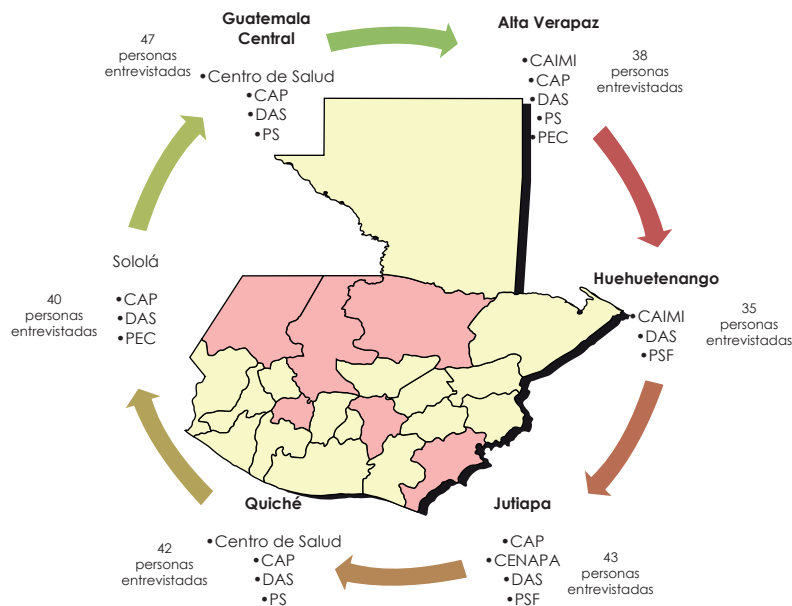 Guatemala
Central
47
personas
entrevistadas
•Centro de Salud
•CAP
•DAS
•PS
Alta Verapaz
•CAIMI
•CAP
•DAS
•PS
•PEC
38
personas
entrevistadas
Huehuetenango
•CAIMI
•DAS
•PSF
35
personas
entrevistadas
Jutiapa
•CAP
•CENAPA
•DAS
•PSF
43
personas
entrevistadas
Quiché
•Centro de Salud
•CAP
•DAS
•PS
42
personas
entrevistadas
Sololá
•CAP
•DAS
•PEC
40
personas
entrevistadas